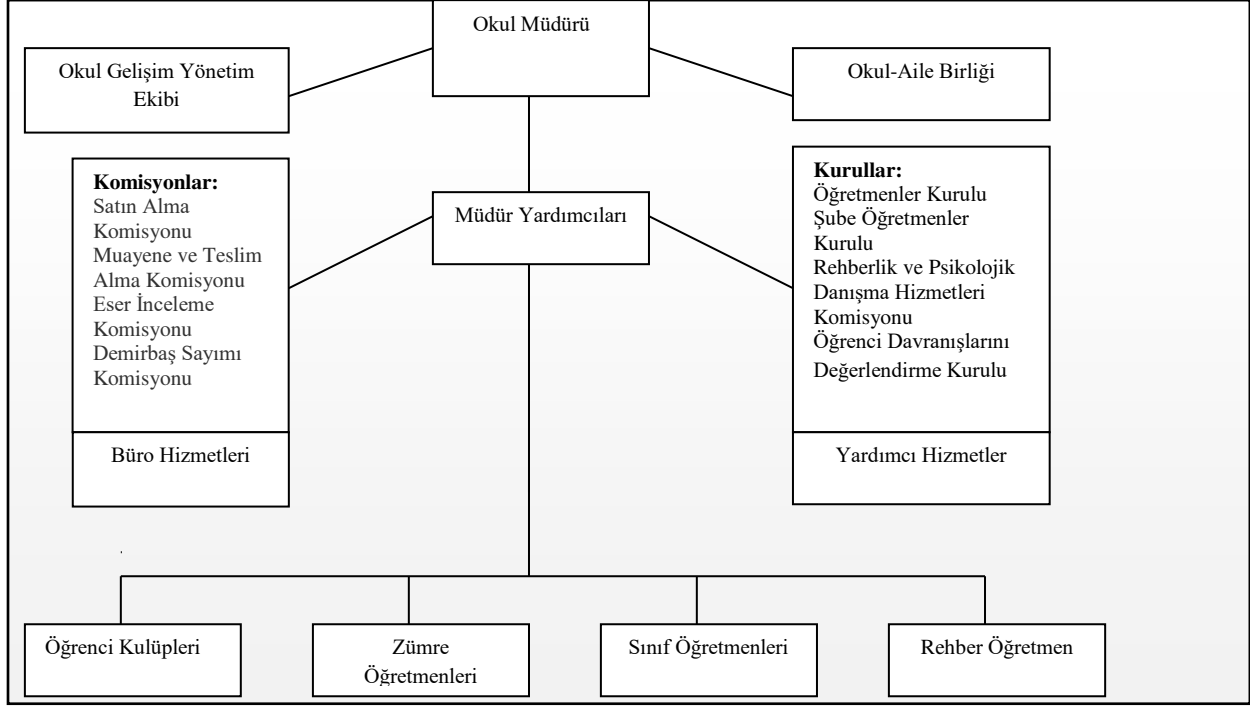 Okul Müdürü
Okul Gelişim Yönetim
Ekibi
Okul-Aile Birliği
Komisyonlar:
Satın Alma
Komisyonu
Muayene ve Teslim
Alma Komisyonu
Eser İnceleme
Komisyonu
Demirbaş Sayımı
Komisyonu
Müdür Yardımcıları
Kurullar:
Öğretmenler Kurulu
Şube Öğretmenler
Kurulu
Rehberlik ve Psikolojik
Danışma Hizmetleri
Komisyonu
Öğrenci Davranışlarını
Değerlendirme Kurulu
Büro Hizmetleri
Yardımcı Hizmetler
Öğrenci Kulüpleri
Zümre
Öğretmenleri
Sınıf Öğretmenleri
Rehber Öğretmen